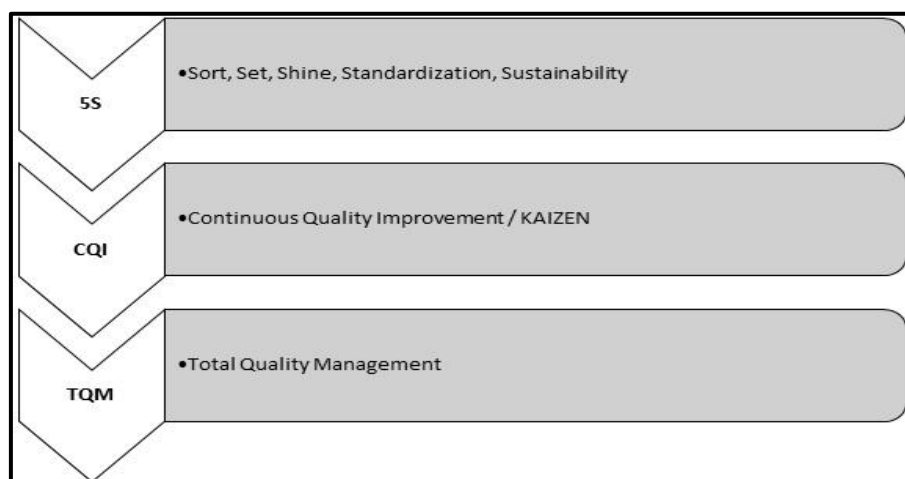 5S
•Sort, Set, Shine, Standardization, Sustainability
CQI
•Continuous Quality Improvement / KAIZEN
TQM
•Total Quality Management